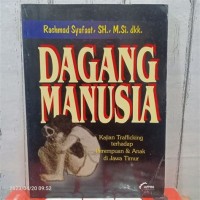 Rachmad Syafaat, SH., M.Si. dkk.
DAGANG
MANUSIA
Kajian Trafficking
terhadap
Perempuan & Anak
di Jawa Timur